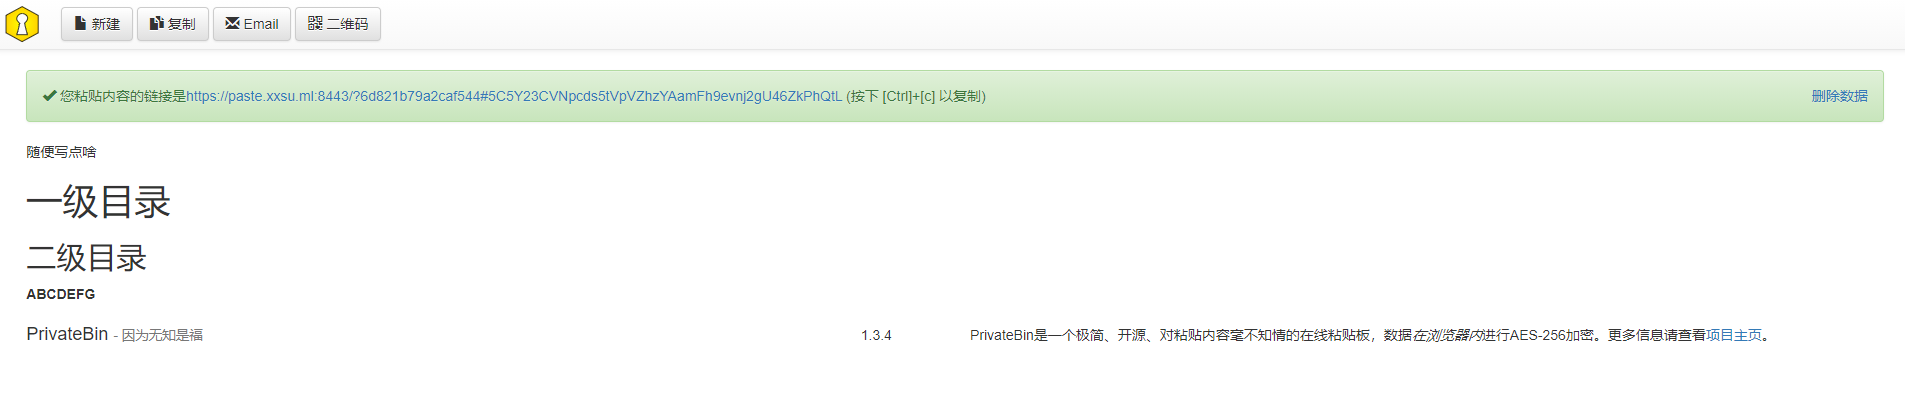 新建 复制 Email 二维码
您粘贴内容的链接是https://paste.xxsu.ml:8443/?6d821b79a2caf544#5C5Y23CVNpcds5tVpVZhzYAamFh9evnj2gU46ZkPhQtL (按下 [Ctrl]+[c] 以复制) 删除数据
随便写点啥
一级目录
二级目录
ABCDEFG
PrivateBin - 因为无知是福 1.3.4 PrivateBin是一个极简、开源、对粘贴内容毫不知情的在线粘贴板，数据在浏览器内进行AES-256加密。更多信息请查看项目主页。